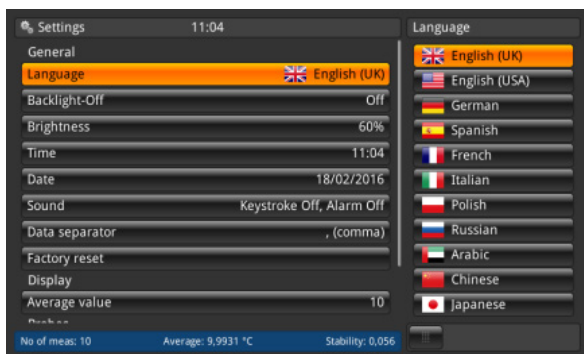 Settings 11:04
General
Language English (UK)
Backlight-Off Off
Brightness 60%
Time 11:04
Date 18/02/2016
Sound Keystroke Off, Alarm Off
Data separator , (comma)
Factory reset
Display
Average value 10
No of meas: 10 Average: 9,9931 °C Stability: 0,056
Language
English (UK)
English (USA)
German
Spanish
French
Italian
Polish
Russian
Arabic
Chinese
Japanese